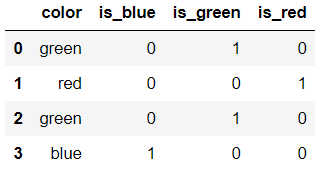 color is_blue is_green is_red
0 green 0 1 0
1 red 0 0 1
2 green 0 1 0
3 blue 1 0 0